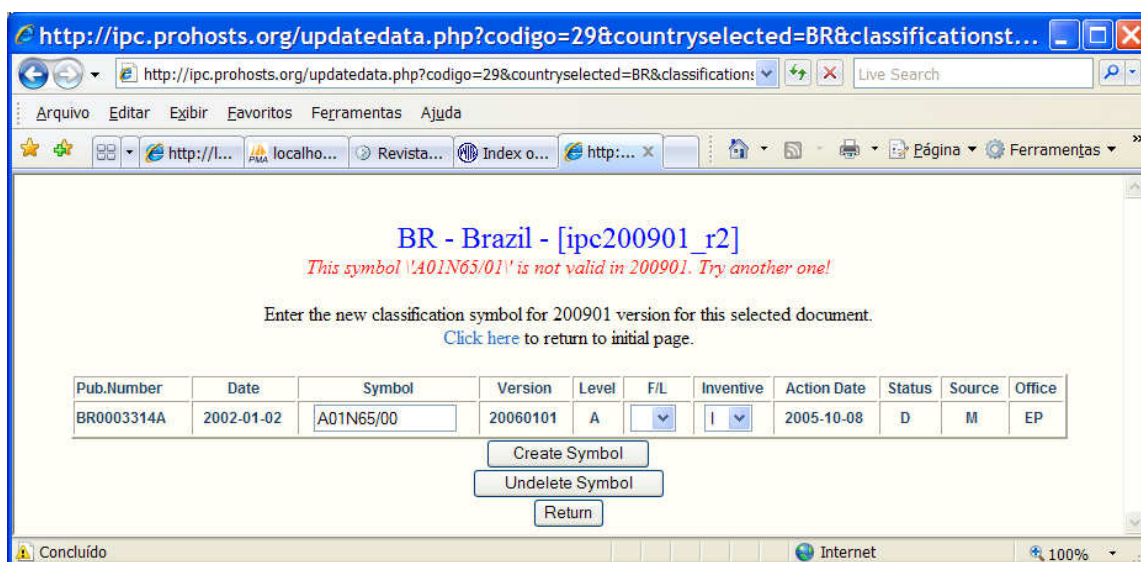 http://ipc.prohosts.org/updatedata.php?codigo=29&countryselected=BR&classificationst...
http://ipc.prohosts.org/updatedata.php?codigo=29&countryselected=BR&classifications Live Search
Arquivo Editar Exibir Favoritos Ferramentas Ajuda
http://l... PMA localho... Revista... Index o... http:... Página Ferramentas »
BR - Brazil - [ipc200901_r2]
This symbol \'A01N65/01\' is not valid in 200901. Try another one!
Enter the new classification symbol for 200901 version for this selected document.
Click here to return to initial page.
Pub.Number Date Symbol Version Level F/L Inventive Action Date Status Source Office
BR0003314A 2002-01-02 A01N65/00 20060101 A I 2005-10-08 D M EP
Create Symbol
Undelete Symbol
Return
Concluído Internet 100%